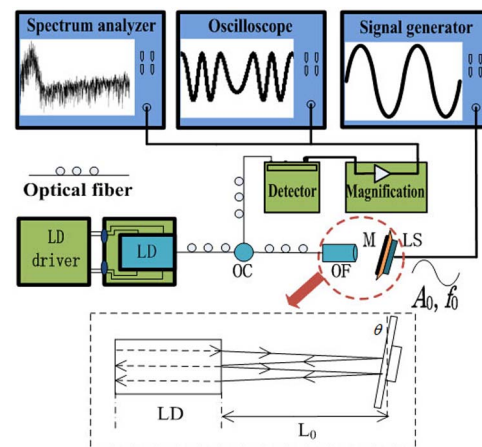 Spectrum analyzer
Oscilloscope
Signal generator
Optical fiber
Detector
Magnification
LD
driver
LD
OC
OF
M
LS
A₀, f₀
θ
LD
L₀